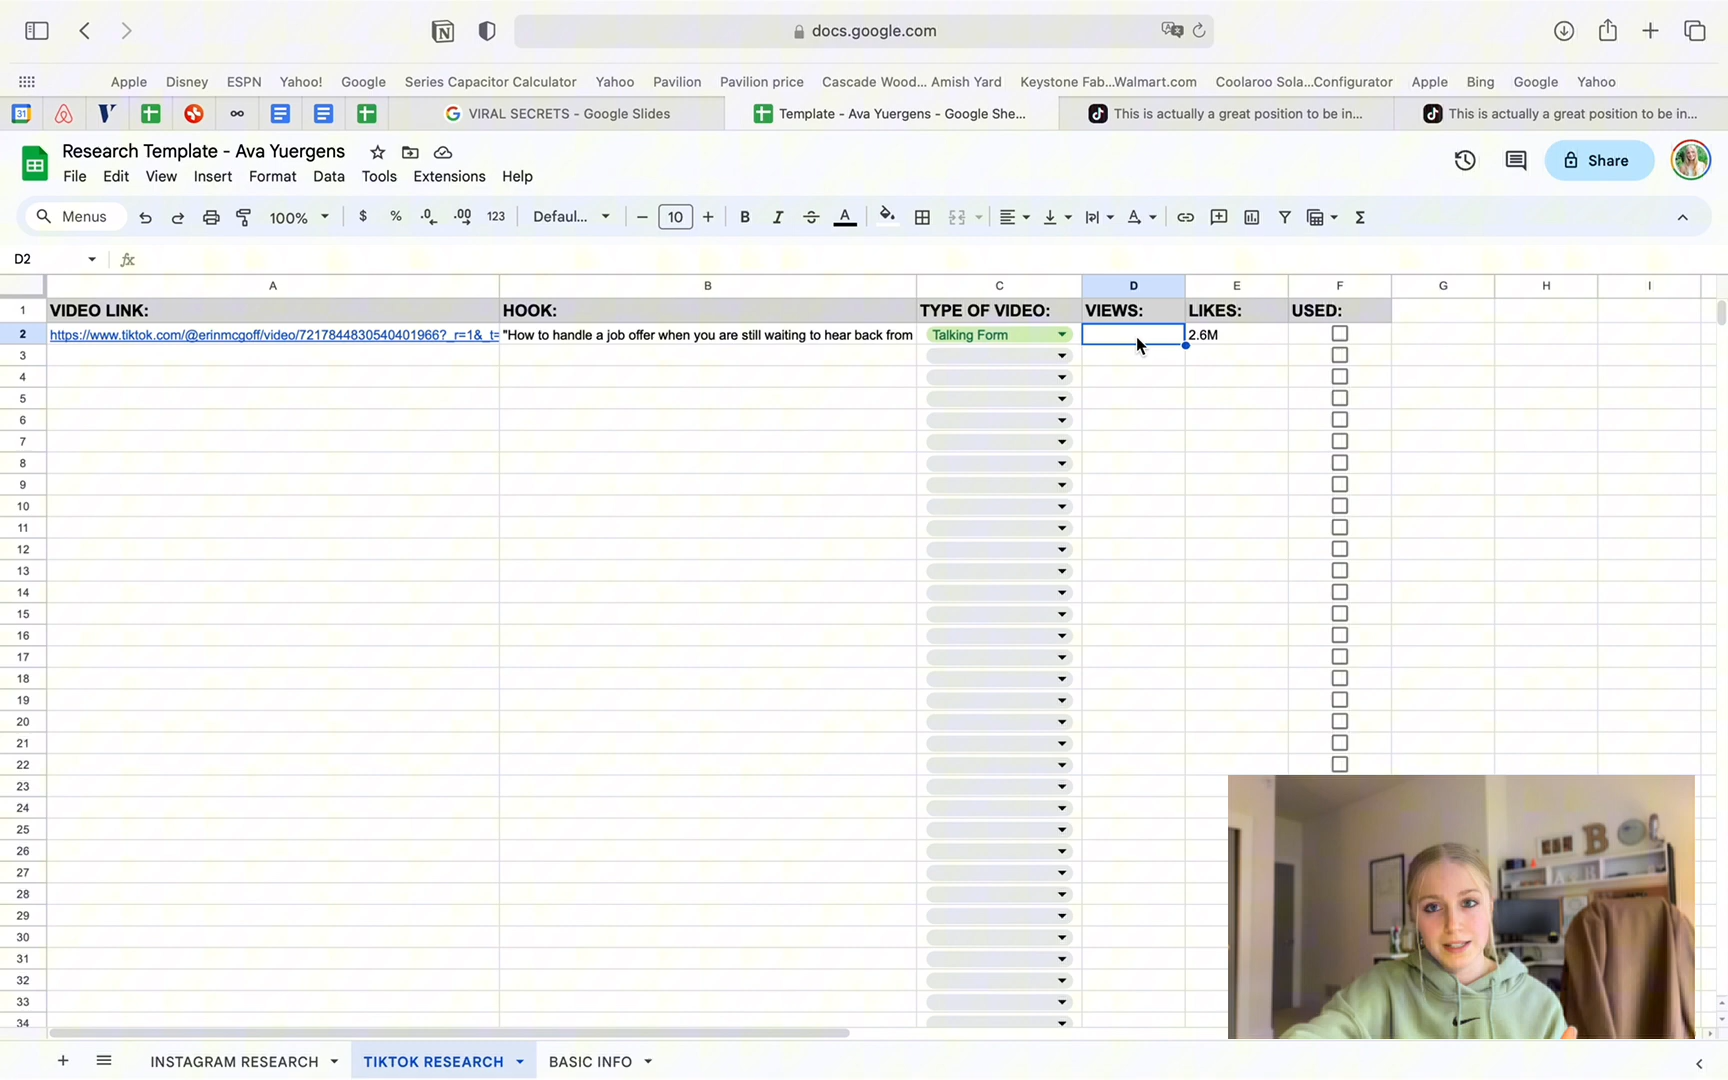 docs.google.com
Apple Disney ESPN Yahoo! Google Series Capacitor Calculator Yahoo Pavilion Pavilion price Cascade Wood... Amish Yard Keystone Fab...Walmart.com Coolaroo Sola...Configurator Apple Bing Google Yahoo
31 VIRAL SECRETS - Google Slides Template - Ava Yuergens - Google She... This is actually a great position to be in... This is actually a great position to be in...
Research Template - Ava Yuergens
Share
File Edit View Insert Format Data Tools Extensions Help
Menus 100% $ % .0 .00 123 Defaul... 10 B I A
D2 fx
A B C D E F G H I
1 VIDEO LINK: HOOK: TYPE OF VIDEO: VIEWS: LIKES: USED:
2 https://www.tiktok.com/@erinmcgoff/video/7217844830540401966?_r=1&_t= "How to handle a job offer when you are still waiting to hear back from Talking Form 2.6M
3
4
5
6
7
8
9
10
11
12
13
14
15
16
17
18
19
20
21
22
23
24
25
26
27
28
29
30
31
32
33
34
B
INSTAGRAM RESEARCH TIKTOK RESEARCH BASIC INFO